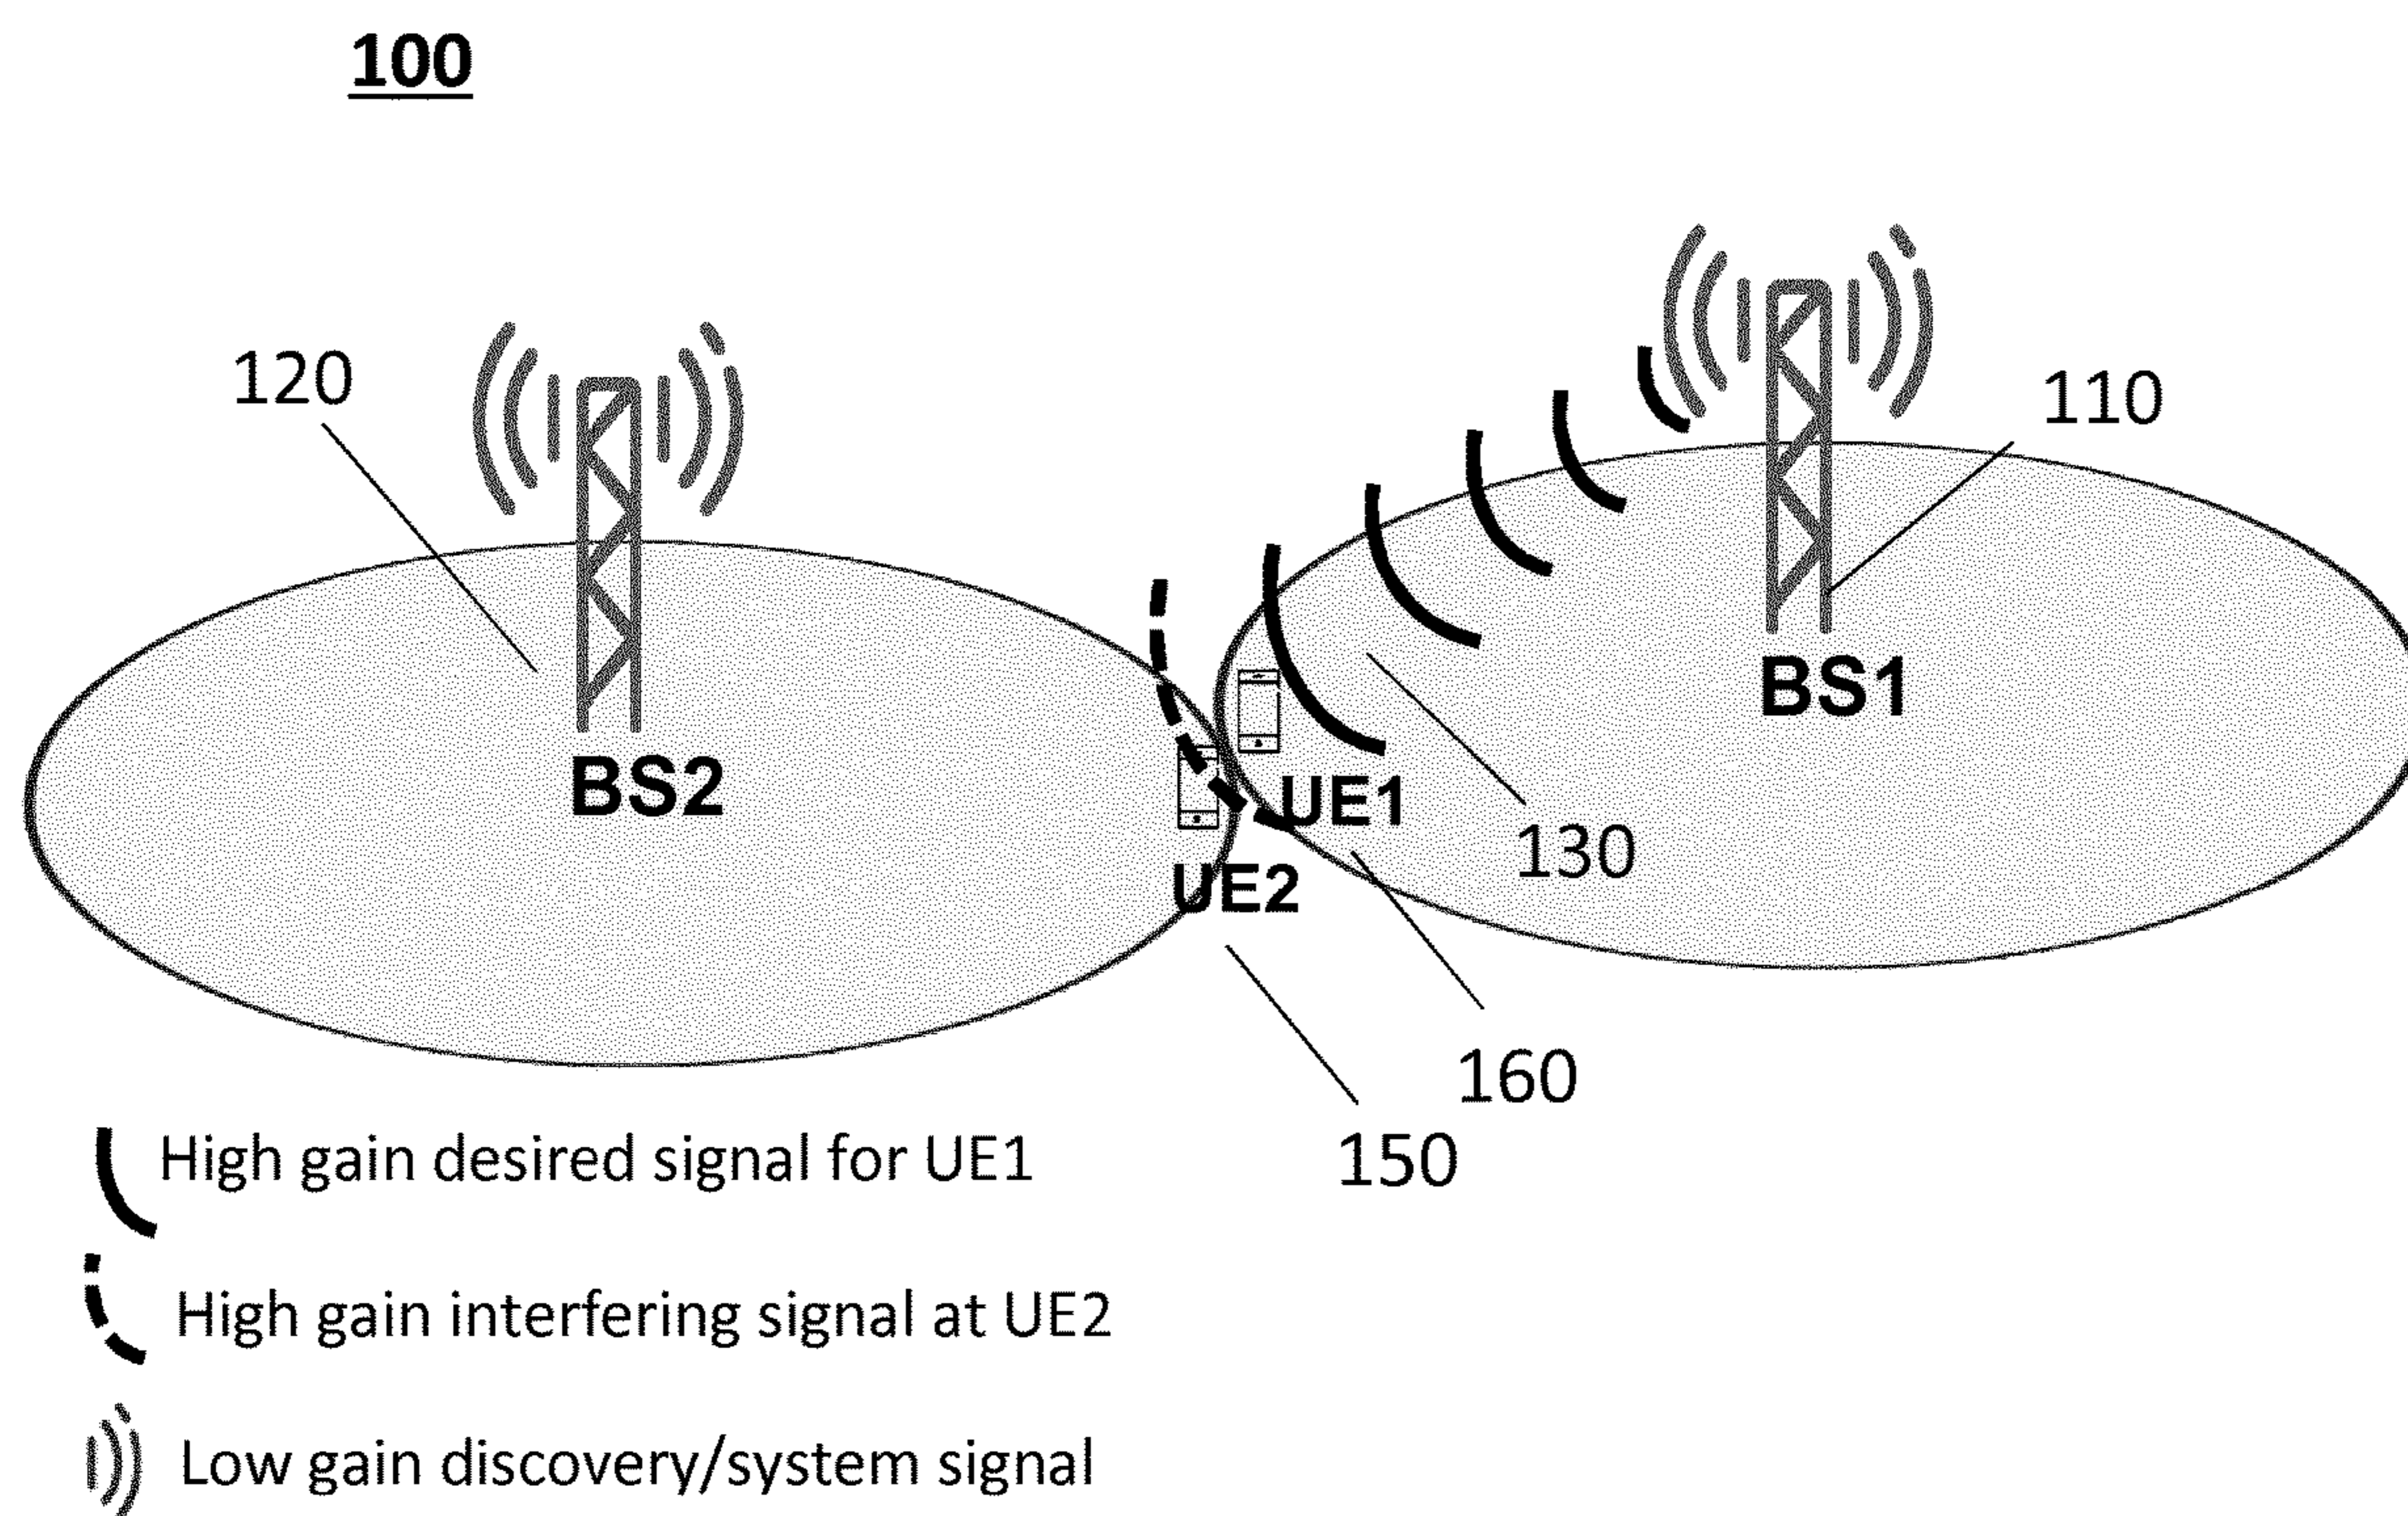 100
120
110
BS1
BS2
UE1
130
UE2
160
150
High gain desired signal for UE1
High gain interfering signal at UE2
Low gain discovery/system signal